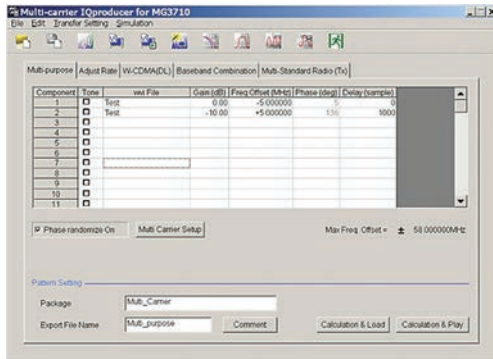 Multi-carrier IQproducer for MG3710
File Edit Transfer Setting Simulation
Multi-purpose Adjust Rate W-CDMA(DL) Baseband Combination Multi-Standard Radio (Tx)
Component Tone wvi File Gain (dB) Freq Offset (MHz) Phase (deg) Delay (sample)
1 Test 0.00 -5.000000 5 0
2 Test -10.00 +5.000000 1000
3
4
5
6
7
8
9
10
11
Phase randomize On Multi Carrier Setup Max Freq. Offset = ± 58.000000MHz
Pattern Setting
Package Multi_Carrier
Export File Name Multi_purpose Comment Calculation & Load Calculation & Play